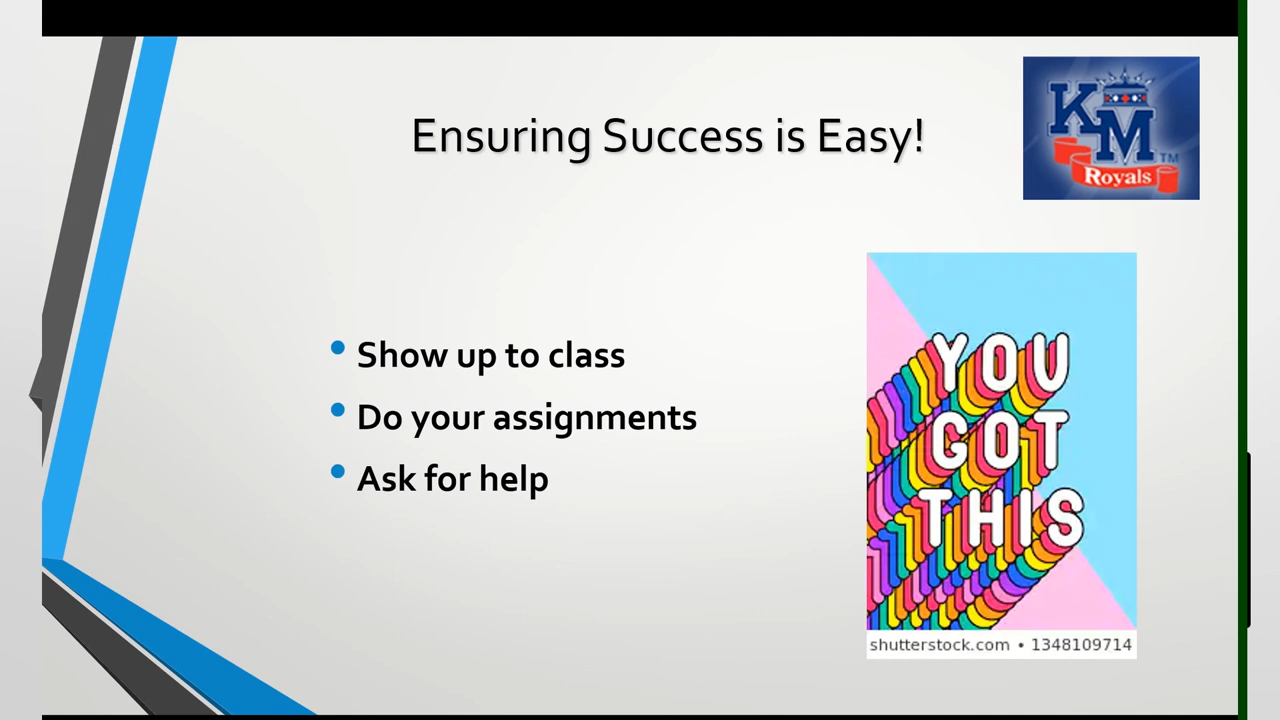 Ensuring Success is Easy!
KM
TM
Royals
Show up to class
Do your assignments
Ask for help
YOU
GOT
THIS
shutterstock.com • 1348109714